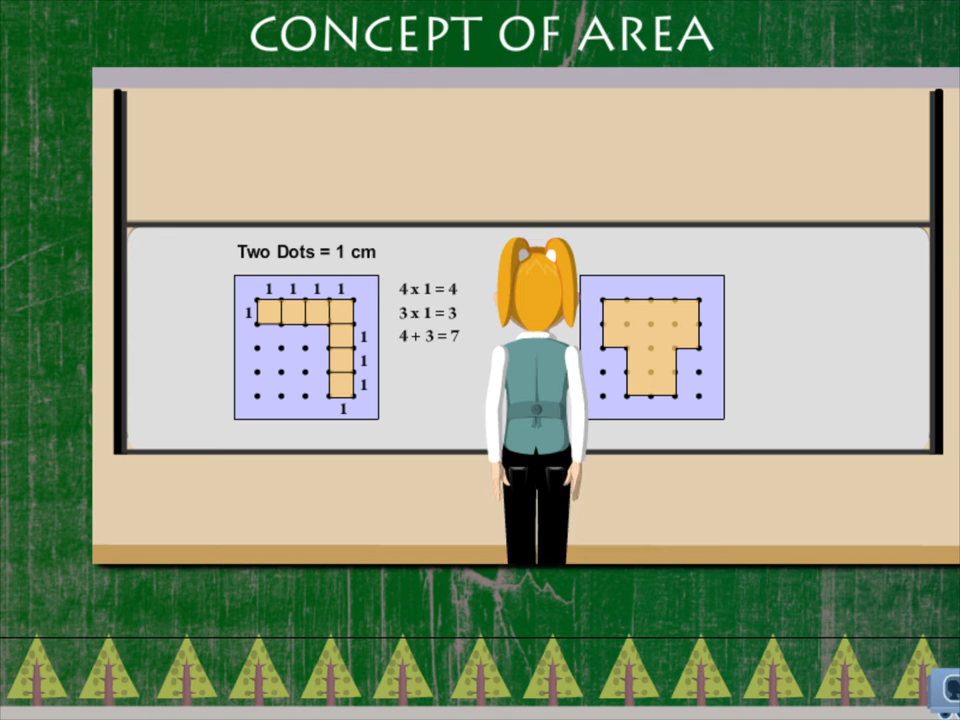 CONCEPT OF AREA
Two Dots = 1 cm
1 1 1 1
1
1
1
1
1
4 x 1 = 4
3 x 1 = 3
4 + 3 = 7